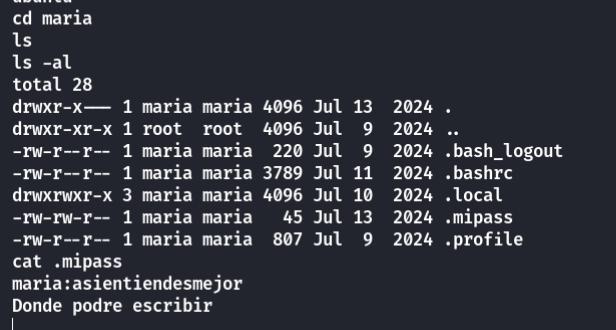 ubuntu
cd maria
ls
ls -al
total 28
drwxr-x--- 1 maria maria 4096 Jul 13  2024 .
drwxr-xr-x 1 root  root  4096 Jul  9  2024 ..
-rw-r--r-- 1 maria maria  220 Jul  9  2024 .bash_logout
-rw-r--r-- 1 maria maria 3789 Jul 11  2024 .bashrc
drwxrwxr-x 3 maria maria 4096 Jul 10  2024 .local
-rw-rw-r-- 1 maria maria   45 Jul 13  2024 .mipass
-rw-r--r-- 1 maria maria  807 Jul  9  2024 .profile
cat .mipass
maria:asientiendesmejor
Donde podre escribir